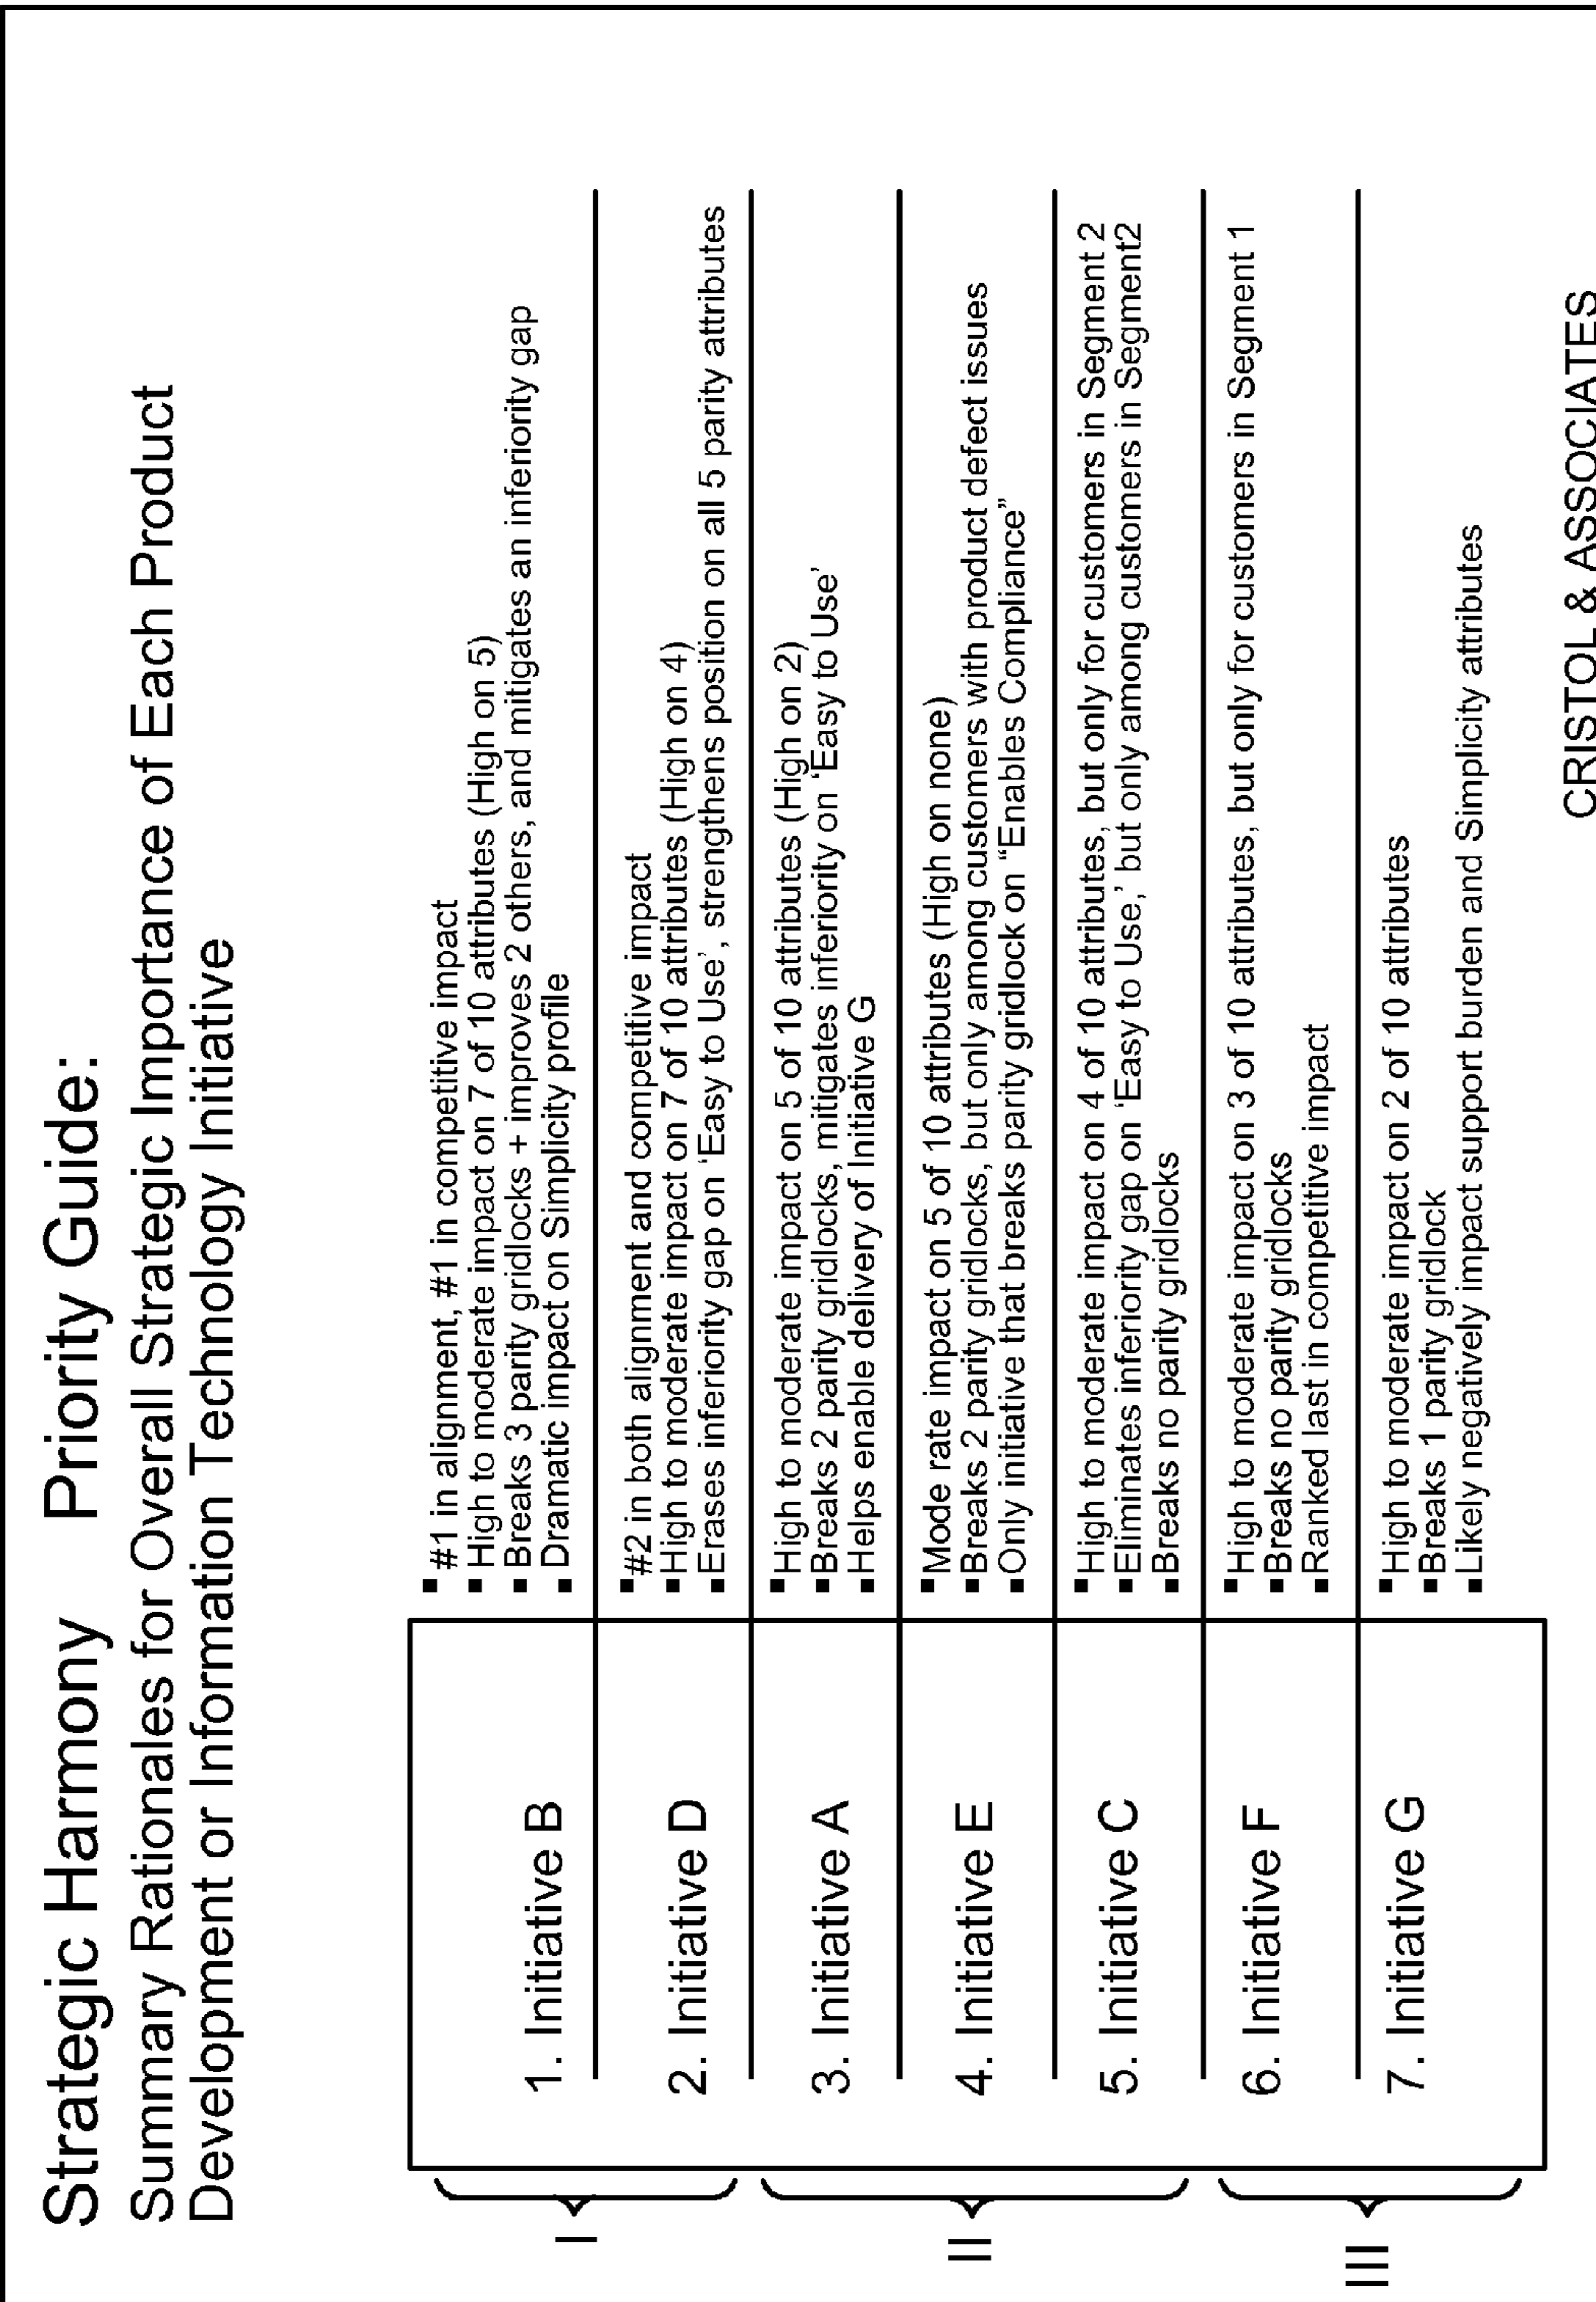 Strategic Harmony Priority Guide:
Summary Rationales for Overall Strategic Importance of Each Product
Development or Information Technology Initiative
I
1. Initiative B
▪ #1 in alignment, #1 in competitive impact
▪ High to moderate impact on 7 of 10 attributes (High on 5)
▪ Breaks 3 parity gridlocks + improves 2 others, and mitigates an inferiority gap
▪ Dramatic impact on Simplicity profile
2. Initiative D
▪#2 in both alignment and competitive impact
▪High to moderate impact on 7 of 10 attributes (High on 4)
▪Erases inferiority gap on ‘Easy to Use’, strengthens position on all 5 parity attributes
II
3. Initiative A
▪High to moderate impact on 5 of 10 attributes (High on 2)
▪Breaks 2 parity gridlocks, mitigates inferiority on ‘Easy to Use’
▪Helps enable delivery of Initiative G
4. Initiative E
▪Mode rate impact on 5 of 10 attributes (High on none)
▪Breaks 2 parity gridlocks, but only among customers with product defect issues
▪Only initiative that breaks parity gridlock on “Enables Compliance”
5. Initiative C
▪High to moderate impact on 4 of 10 attributes, but only for customers in Segment 2
▪Eliminates inferiority gap on ‘Easy to Use,’ but only among customers in Segment2
▪Breaks no parity gridlocks
III
6. Initiative F
▪High to moderate impact on 3 of 10 attributes, but only for customers in Segment 1
▪Breaks no parity gridlocks
▪Ranked last in competitive impact
7. Initiative G
▪High to moderate impact on 2 of 10 attributes
▪Breaks 1 parity gridlock
▪Likely negatively impact support burden and Simplicity attributes
CRISTOL & ASSOCIATES